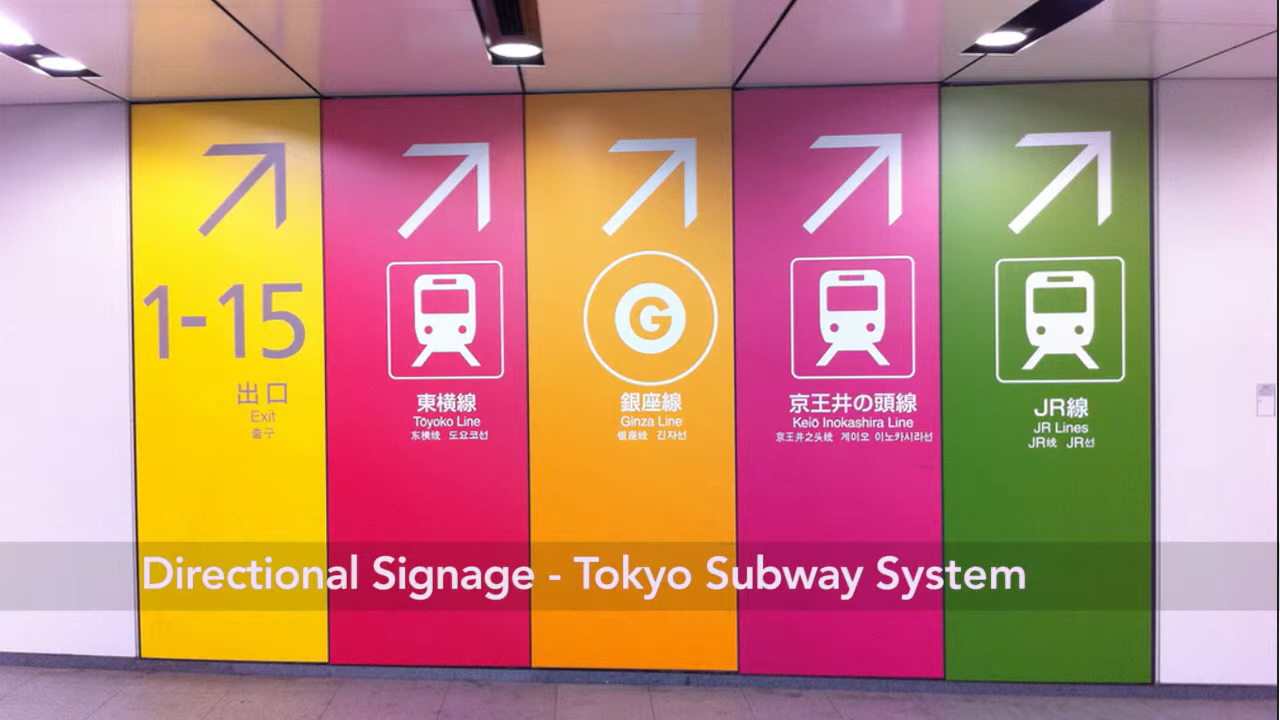 1-15
出口
Exit
출구
東横線
Tōyoko Line
东横线 도요코선
G
銀座線
Ginza Line
银座线 긴자선
京王井の頭線
Keiō Inokashira Line
京王井之头线 게이오 이노카시라선
JR線
JR Lines
JR线 JR선
Directional Signage - Tokyo Subway System